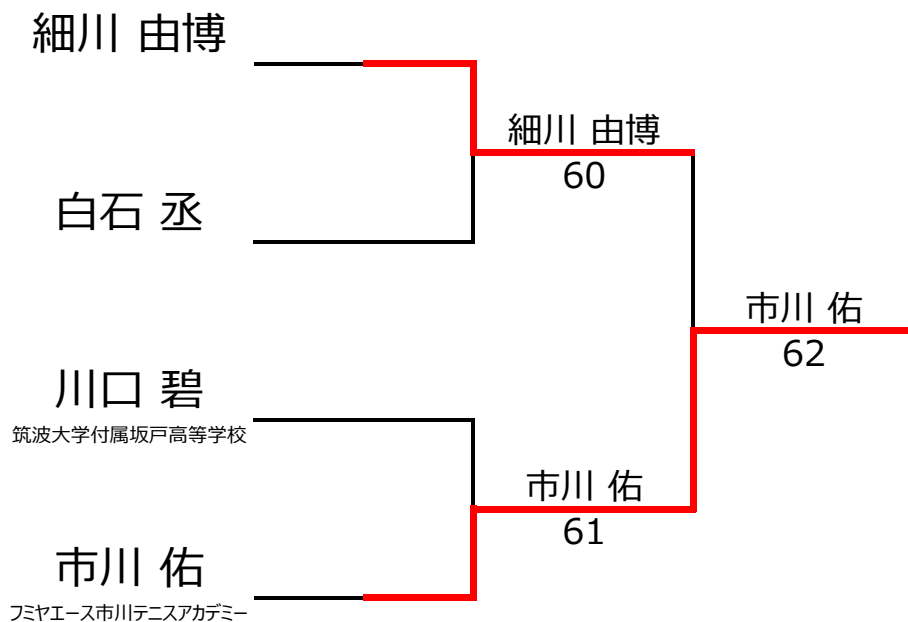 細川 由博
細川 由博
60
白石 丞
市川 佑
62
川口 碧
筑波大学付属坂戸高等学校
市川 佑
61
市川 佑
フミヤエース市川テニスアカデミー